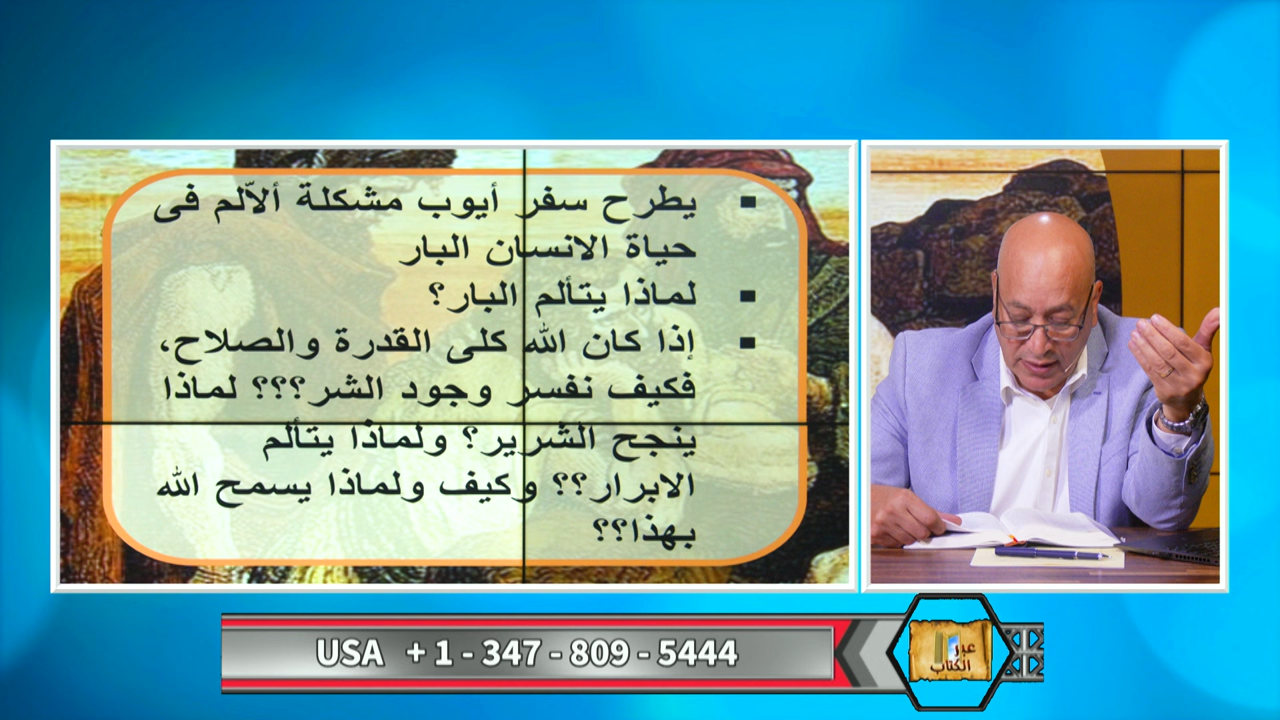 ▪ يطرح سفر أيوب مشكلة ألآلم فى
حياة الانسان البار
▪ لماذا يتألم البار؟
▪ إذا كان الله كلى القدرة والصلاح،
فكيف نفسر وجود الشر؟؟؟ لماذا
ينجح الشرير؟ ولماذا يتألم
الابرار؟؟ وكيف ولماذا يسمح الله
بهذا؟؟
USA + 1 - 347 - 809 - 5444
عبر
الكتاب